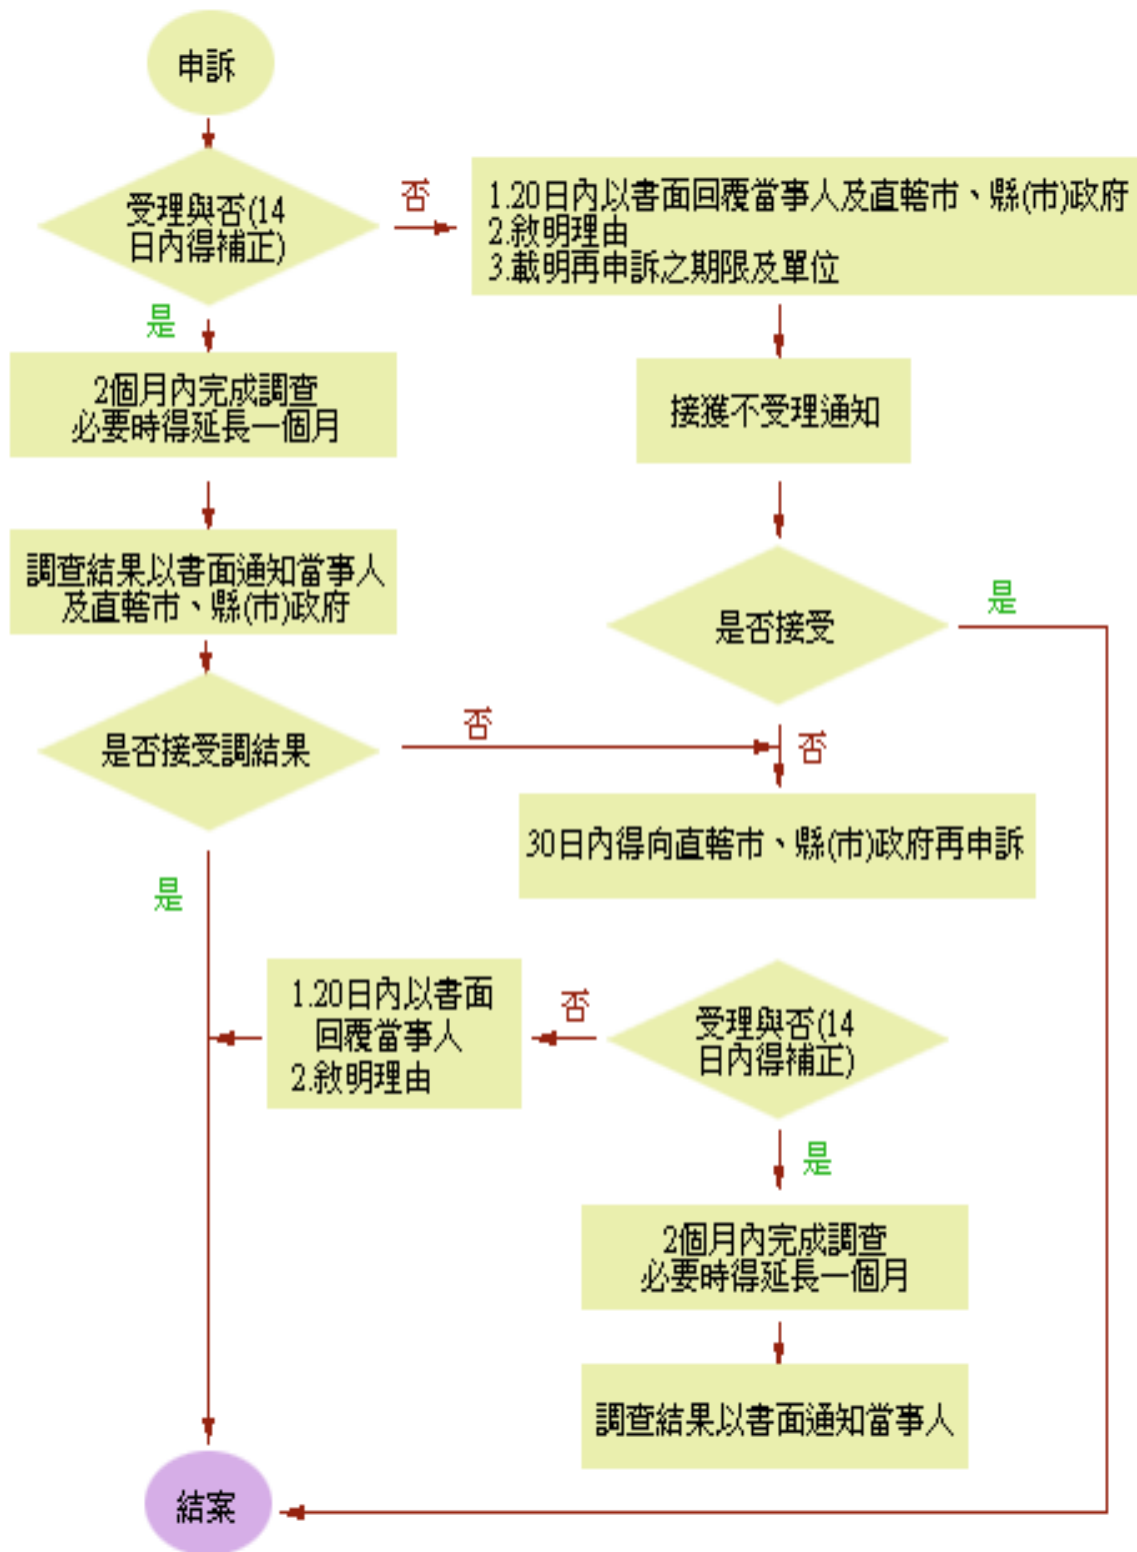 申訴
受理與否(14
日內得補正)
否
1.20日內以書面回覆當事人及直轄市、縣(市)政府
2.敘明理由
3.載明再申訴之期限及單位
是
2個月內完成調查
必要時得延長一個月
接獲不受理通知
調查結果以書面通知當事人
及直轄市、縣(市)政府
是否接受
是
是否接受調結果
否
否
30日內得向直轄市、縣(市)政府再申訴
是
1.20日內以書面
回覆當事人
2.敘明理由
否
受理與否(14
日內得補正)
是
2個月內完成調查
必要時得延長一個月
調查結果以書面通知當事人
結案